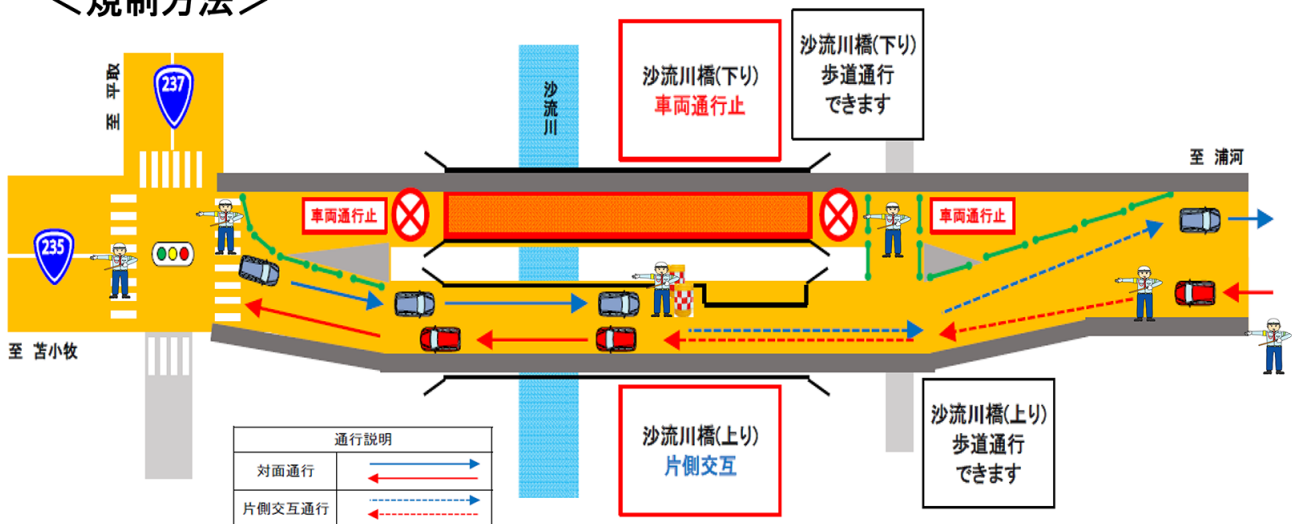 <規制方法>
至 平取
237
沙流川
沙流川橋(下り)
車両通行止
沙流川橋(下り)
歩道通行
できます
至 浦河
車両通行止
車両通行止
235
至 苫小牧
沙流川橋(上り)
片側交互
沙流川橋(上り)
歩道通行
できます
通行説明
対面通行
片側交互通行